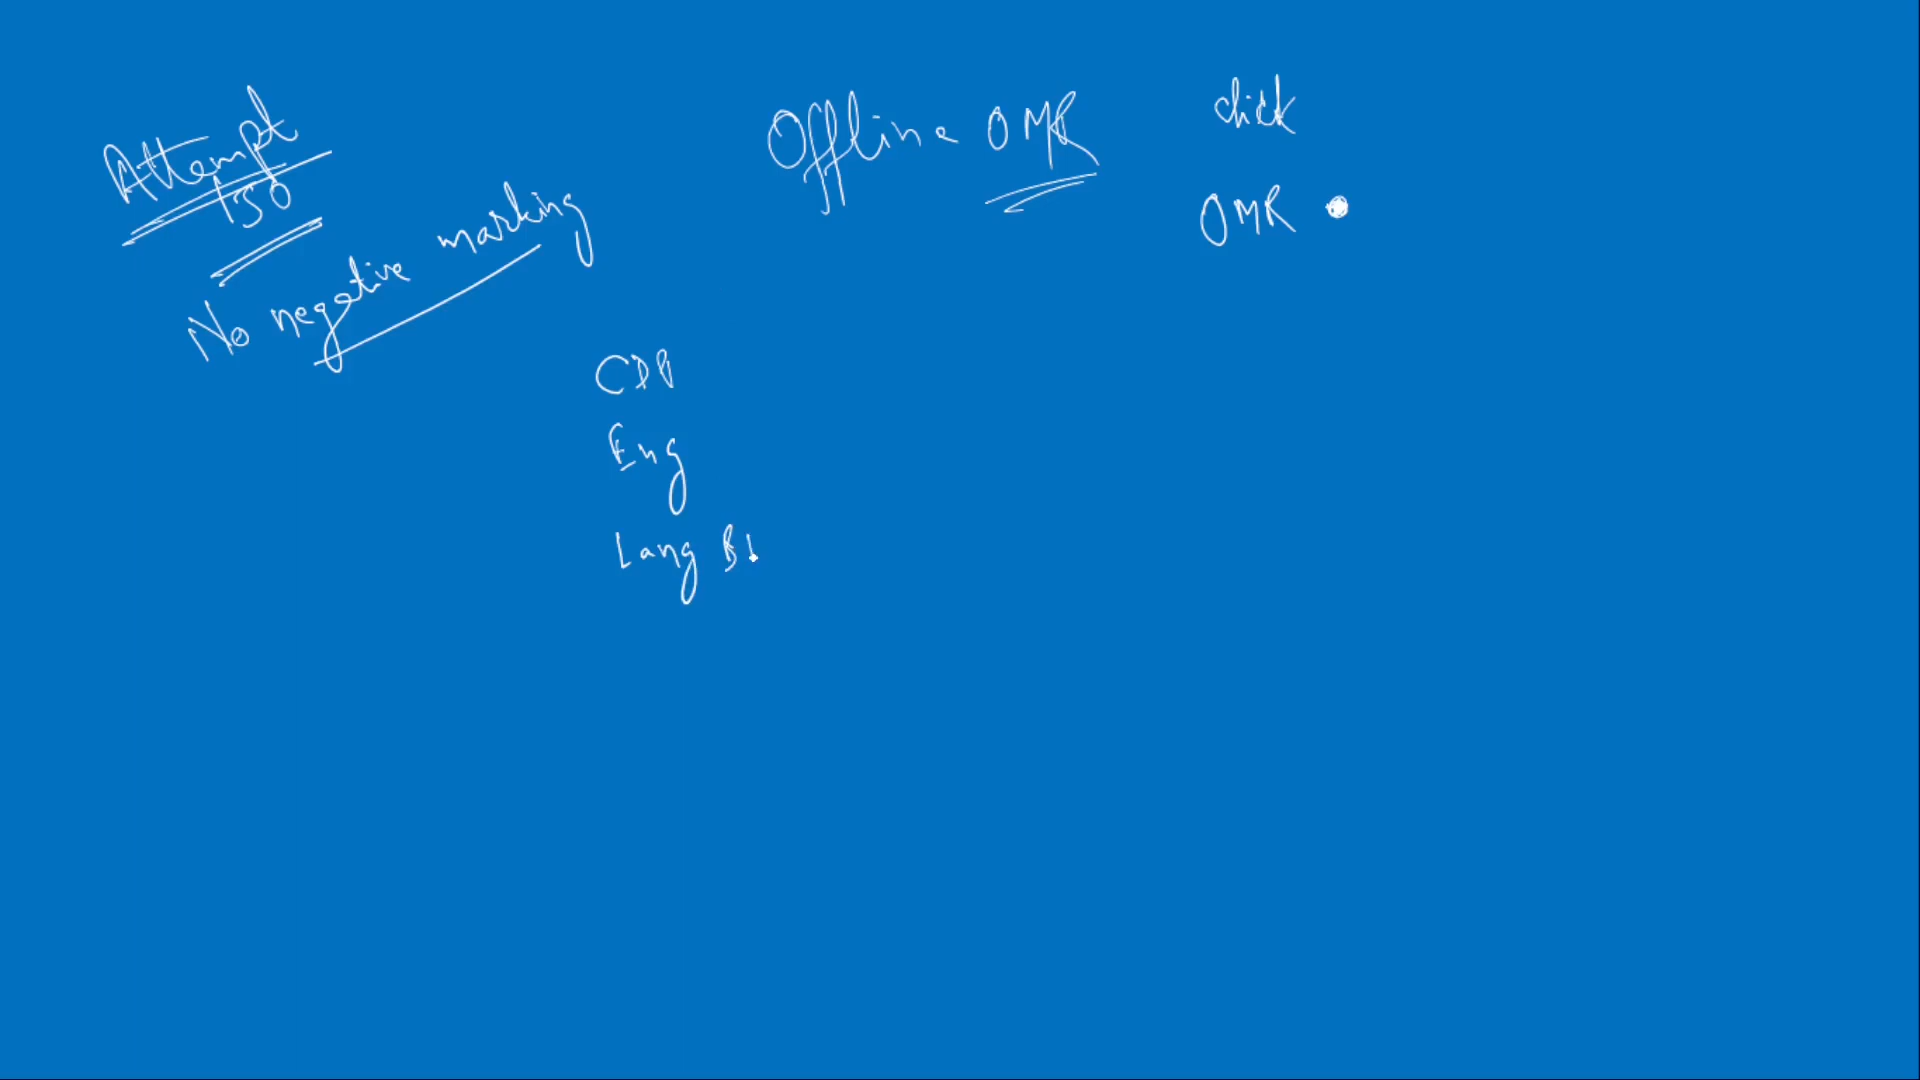 Attempt
150
No negative marking
Offline OMR
click
OMR
CDP
Eng
Lang